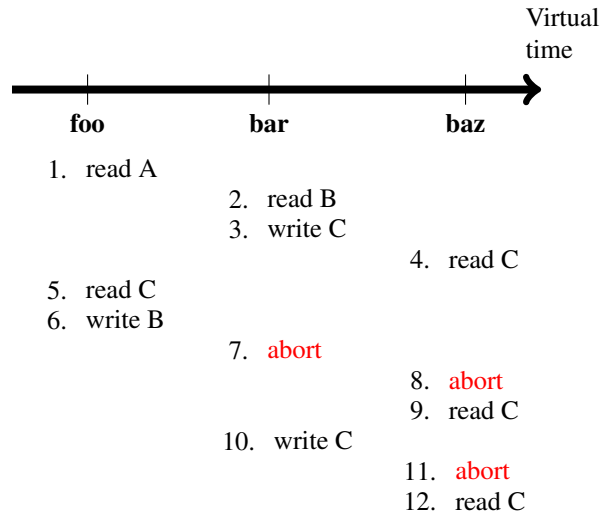 Virtual
time
foo bar baz
1. read A
2. read B
3. write C
4. read C
5. read C
6. write B
7. abort
8. abort
9. read C
10. write C
11. abort
12. read C